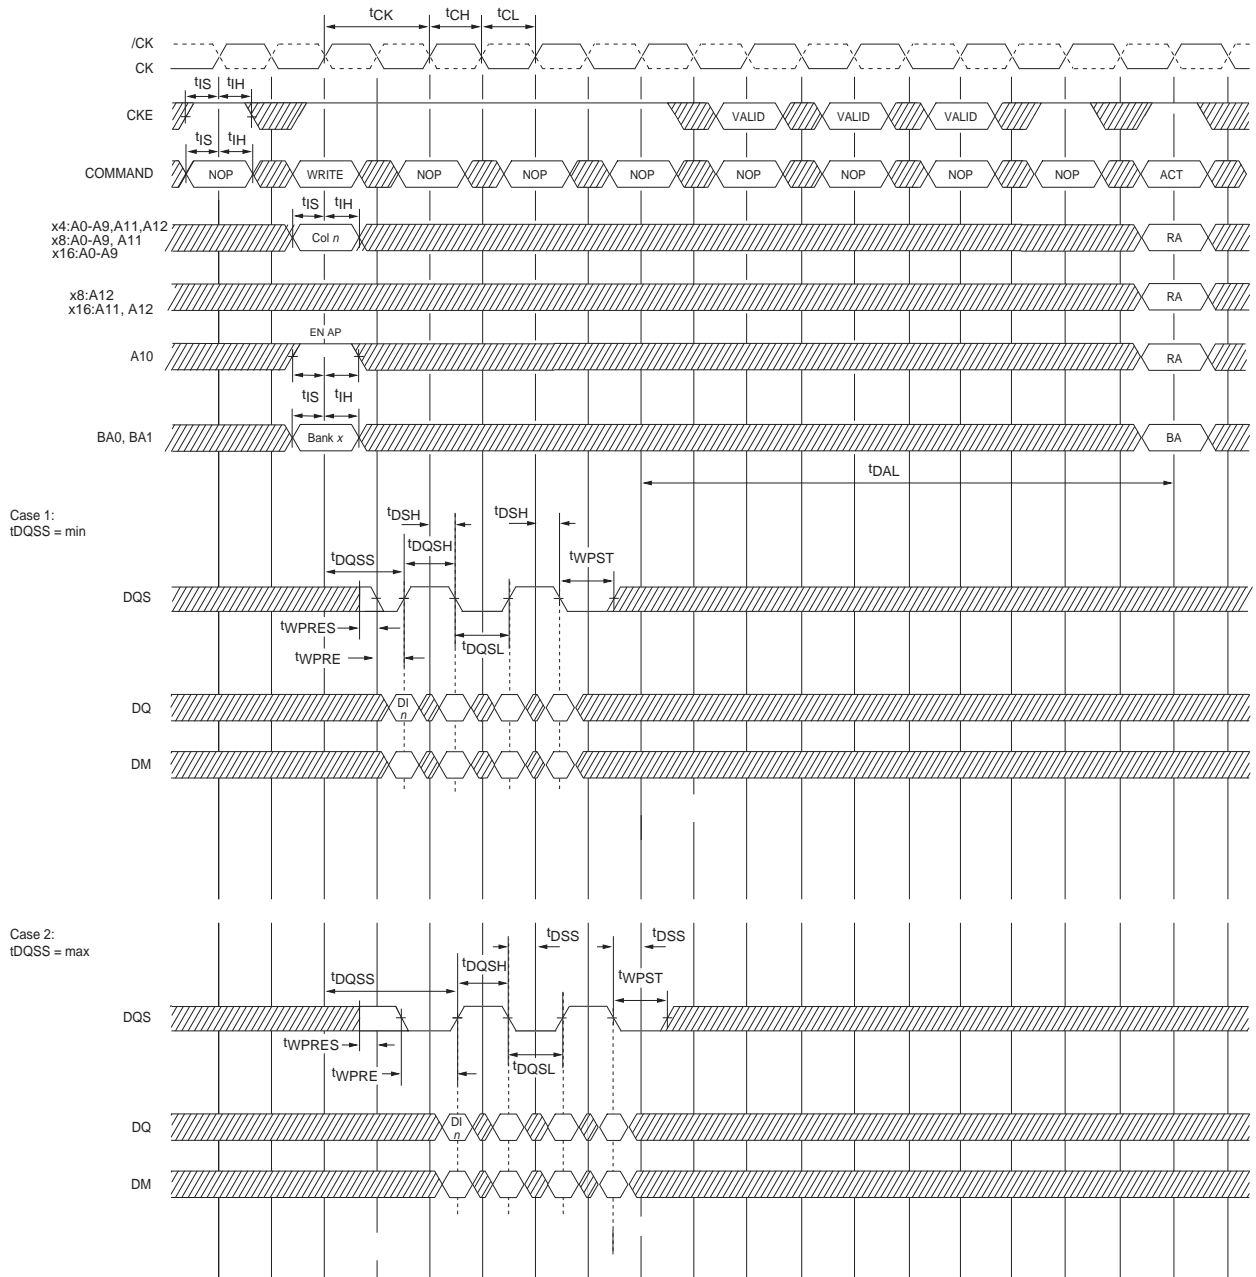 tCK tCH tCL
/CK
CK
tIS tIH
CKE VALID VALID VALID
tIS tIH
COMMAND NOP WRITE NOP NOP NOP NOP NOP NOP NOP ACT
tIS tIH
x4:A0-A9,A11,A12
x8:A0-A9, A11
x16:A0-A9
Col n RA
x8:A12
x16:A11, A12
RA
EN AP
A10 RA
tIS tIH
BA0, BA1 Bank x BA
tDAL
Case 1:
tDQSS = min
tDSH tDSH
tDQSS tDQSH tWPST
DQS
tWPRES
tDQSL
tWPRE
DQ DI
n
DM
Case 2:
tDQSS = max
tDSS tDSS
tDQSS tDQSH tWPST
DQS
tWPRES
tDQSL
tWPRE
DQ DI
n
DM